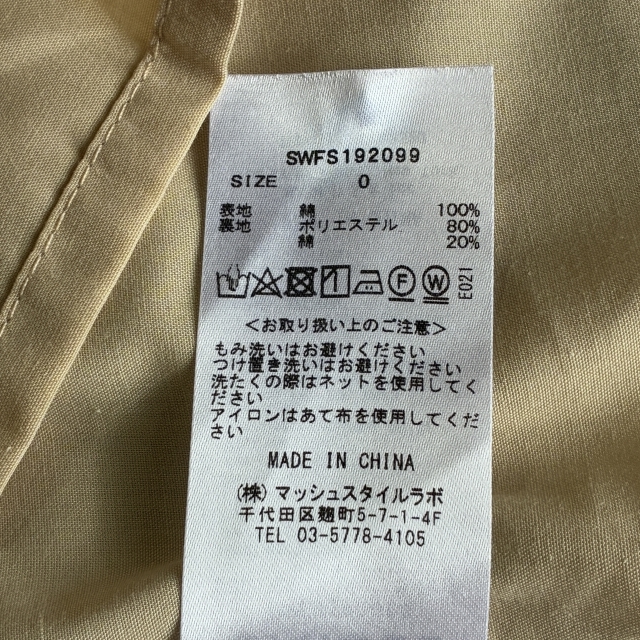 SWFS192099
SIZE 0
表地 綿 100%
裏地 ポリエステル 80%
綿 20%
F W E021
<お取り扱い上のご注意>
もみ洗いはお避けください
つけ置き洗いはお避けください
洗たくの際はネットを使用してく
ださい
アイロンはあて布を使用してくだ
さい
MADE IN CHINA
(株) マッシュスタイルラボ
千代田区麹町5-7-1-4F
TEL 03-5778-4105